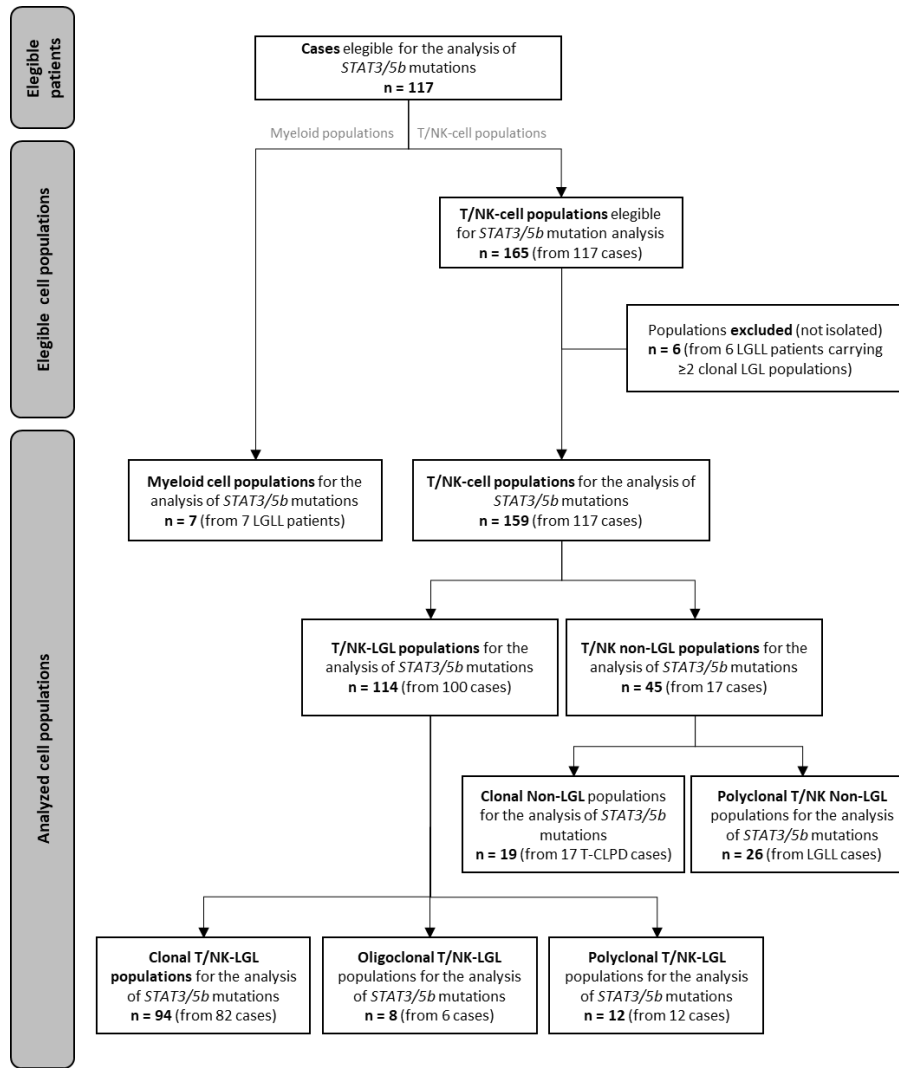 Elegible
patients
Cases elegible for the analysis of
STAT3/5b mutations
n = 117
Myeloid populations
T/NK-cell populations
Elegible cell populations
T/NK-cell populations elegible
for STAT3/5b mutation analysis
n = 165 (from 117 cases)
Populations excluded (not isolated)
n = 6 (from 6 LGLL patients carrying
≥2 clonal LGL populations)
Analyzed cell populations
Myeloid cell populations for the
analysis of STAT3/5b mutations
n = 7 (from 7 LGLL patients)
T/NK-cell populations for the analysis of
STAT3/5b mutations
n = 159 (from 117 cases)
T/NK-LGL populations for the
analysis of STAT3/5b mutations
n = 114 (from 100 cases)
T/NK non-LGL populations for the
analysis of STAT3/5b mutations
n = 45 (from 17 cases)
Clonal Non-LGL populations
for the analysis of STAT3/5b
mutations
n = 19 (from 17 T-CLPD cases)
Polyclonal T/NK Non-LGL
populations for the analysis
of STAT3/5b mutations
n = 26 (from LGLL cases)
Clonal T/NK-LGL
populations for the analysis
of STAT3/5b mutations
n = 94 (from 82 cases)
Oligoclonal T/NK-LGL
populations for the analysis
of STAT3/5b mutations
n = 8 (from 6 cases)
Polyclonal T/NK-LGL
populations for the analysis
of STAT3/5b mutations
n = 12 (from 12 cases)